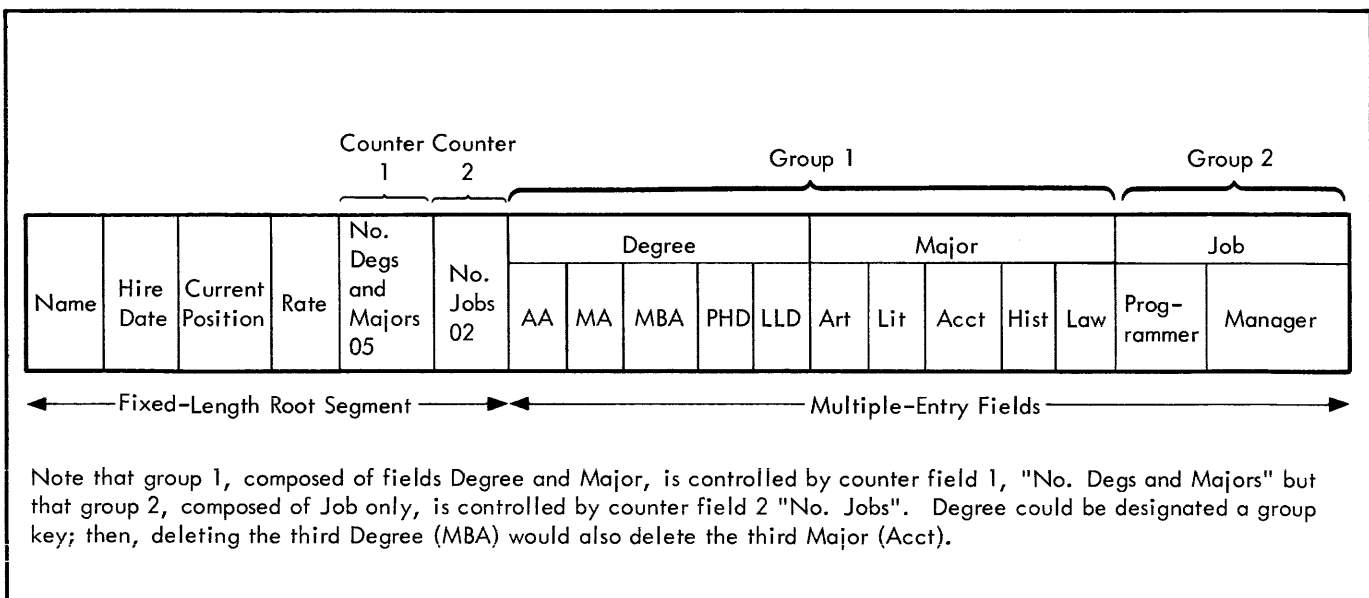 Counter Counter
1 2 Group 1 Group 2
No. Degs and Majors 05
No. Jobs 02
Degree Major Job
Name Hire Date Current Position Rate AA MA MBA PHD LLD Art Lit Acct Hist Law Prog-rammer Manager
Fixed-Length Root Segment Multiple-Entry Fields
Note that group 1, composed of fields Degree and Major, is controlled by counter field 1, "No. Degs and Majors" but
that group 2, composed of Job only, is controlled by counter field 2 "No. Jobs". Degree could be designated a group
key; then, deleting the third Degree (MBA) would also delete the third Major (Acct).